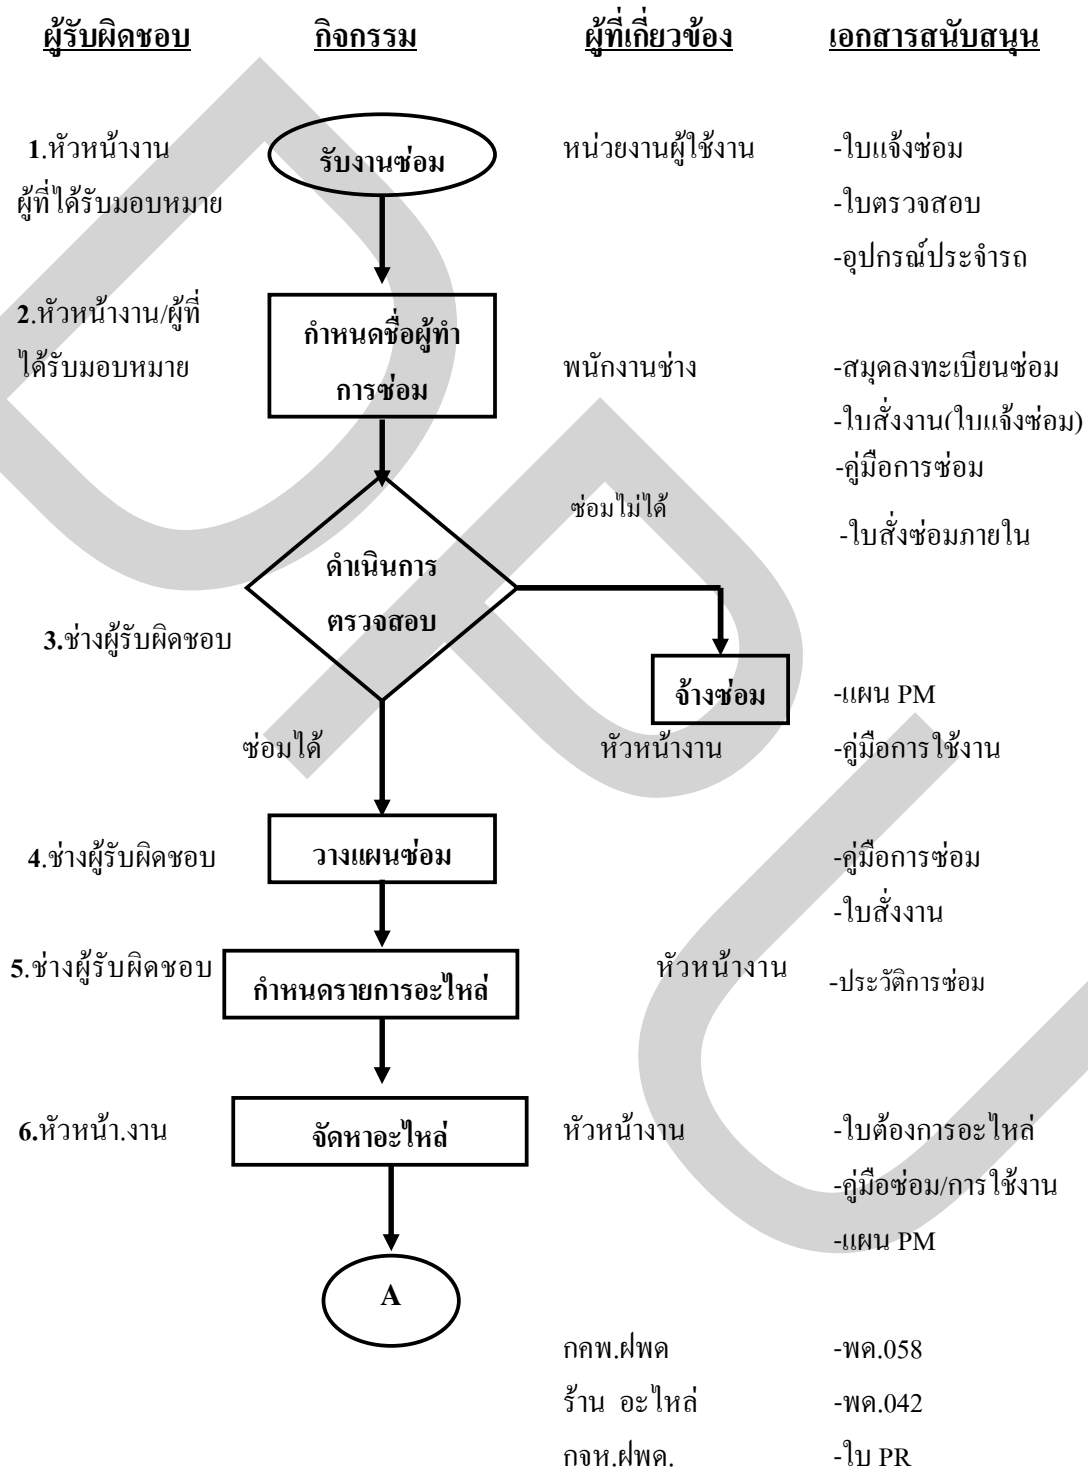 ผู้รับผิดชอบ กิจกรรม ผู้ที่เกี่ยวข้อง เอกสารสนับสนุน
1.หัวหน้างาน รับงานซ่อม หน่วยงานผู้ใช้งาน -ใบแจ้งซ่อม
ผู้ที่ได้รับมอบหมาย -ใบตรวจสอบ
-อุปกรณ์ประจำรถ
2.หัวหน้างาน/ผู้ที่ กำหนดชื่อผู้ทำ
ได้รับมอบหมาย การซ่อม พนักงานช่าง -สมุดลงทะเบียนซ่อม
-ใบสั่งงาน(ใบแจ้งซ่อม)
-คู่มือการซ่อม
ซ่อมไม่ได้ -ใบสั่งซ่อมภายใน
ดำเนินการ
ตรวจสอบ
3.ช่างผู้รับผิดชอบ
จ้างซ่อม -แผน PM
ซ่อมได้ หัวหน้างาน -คู่มือการใช้งาน
4.ช่างผู้รับผิดชอบ วางแผนซ่อม -คู่มือการซ่อม
-ใบสั่งงาน
5.ช่างผู้รับผิดชอบ กำหนดรายการอะไหล่ หัวหน้างาน -ประวัติการซ่อม
6.หัวหน้า.งาน จัดหาอะไหล่ หัวหน้างาน -ใบต้องการอะไหล่
-คู่มือซ่อม/การใช้งาน
-แผน PM
A
กคพ.ฝพด -พด.058
ร้าน อะไหล่ -พด.042
กจห.ฝพด. -ใบ PR